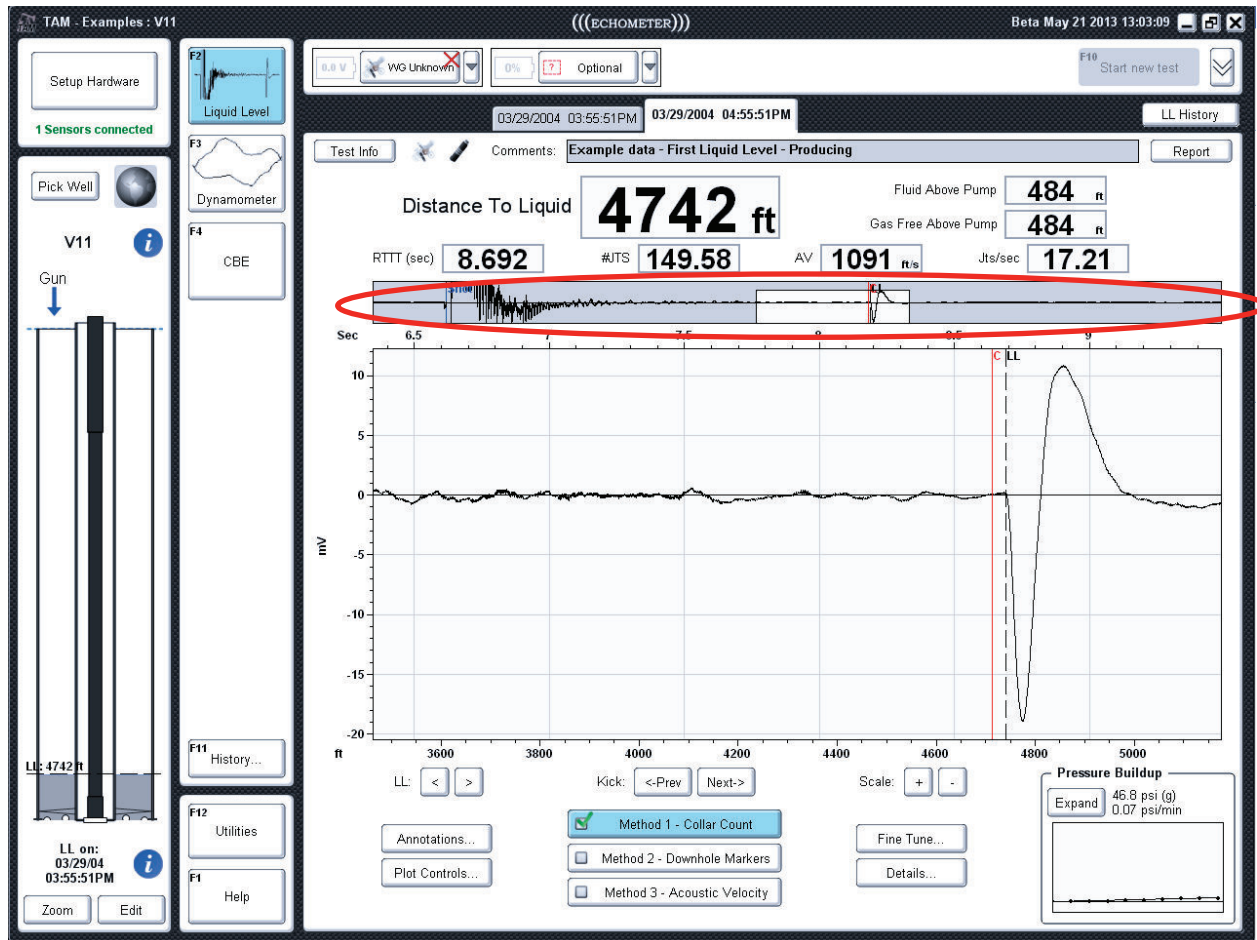 TAM - Examples : V11
(((ECHOMETER)))
Beta May 21 2013 13:03:09
Setup Hardware
1 Sensors connected
Pick Well
V11
Gun
LL: 4742 ft
LL on:
03/29/04
03:55:51PM
Zoom
Edit
F2
Liquid Level
F3
Dynamometer
F4
CBE
F11
History...
F12
Utilities
F1
Help
0.0 V
WG Unknown
0%
?
Optional
F10
Start new test
03/29/2004 03:55:51PM
03/29/2004 04:55:51PM
LL History
Test Info
Comments:
Example data - First Liquid Level - Producing
Report
Distance To Liquid
4742 ft
Fluid Above Pump
484 ft
Gas Free Above Pump
484 ft
RTTT (sec)
8.692
#JTS
149.58
AV
1091 ft/s
Jts/sec
17.21
Sec 6.5 7 7.5 8 8.5 9
C LL
10
5
0
-5
-10
-15
-20
mV
ft 3600 3800 4000 4200 4400 4600 4800 5000
LL: < >
Kick: <-Prev Next->
Scale: + -
Annotations...
Plot Controls...
Method 1 - Collar Count
Method 2 - Downhole Markers
Method 3 - Acoustic Velocity
Fine Tune...
Details...
Pressure Buildup
Expand
46.8 psi (g)
0.07 psi/min